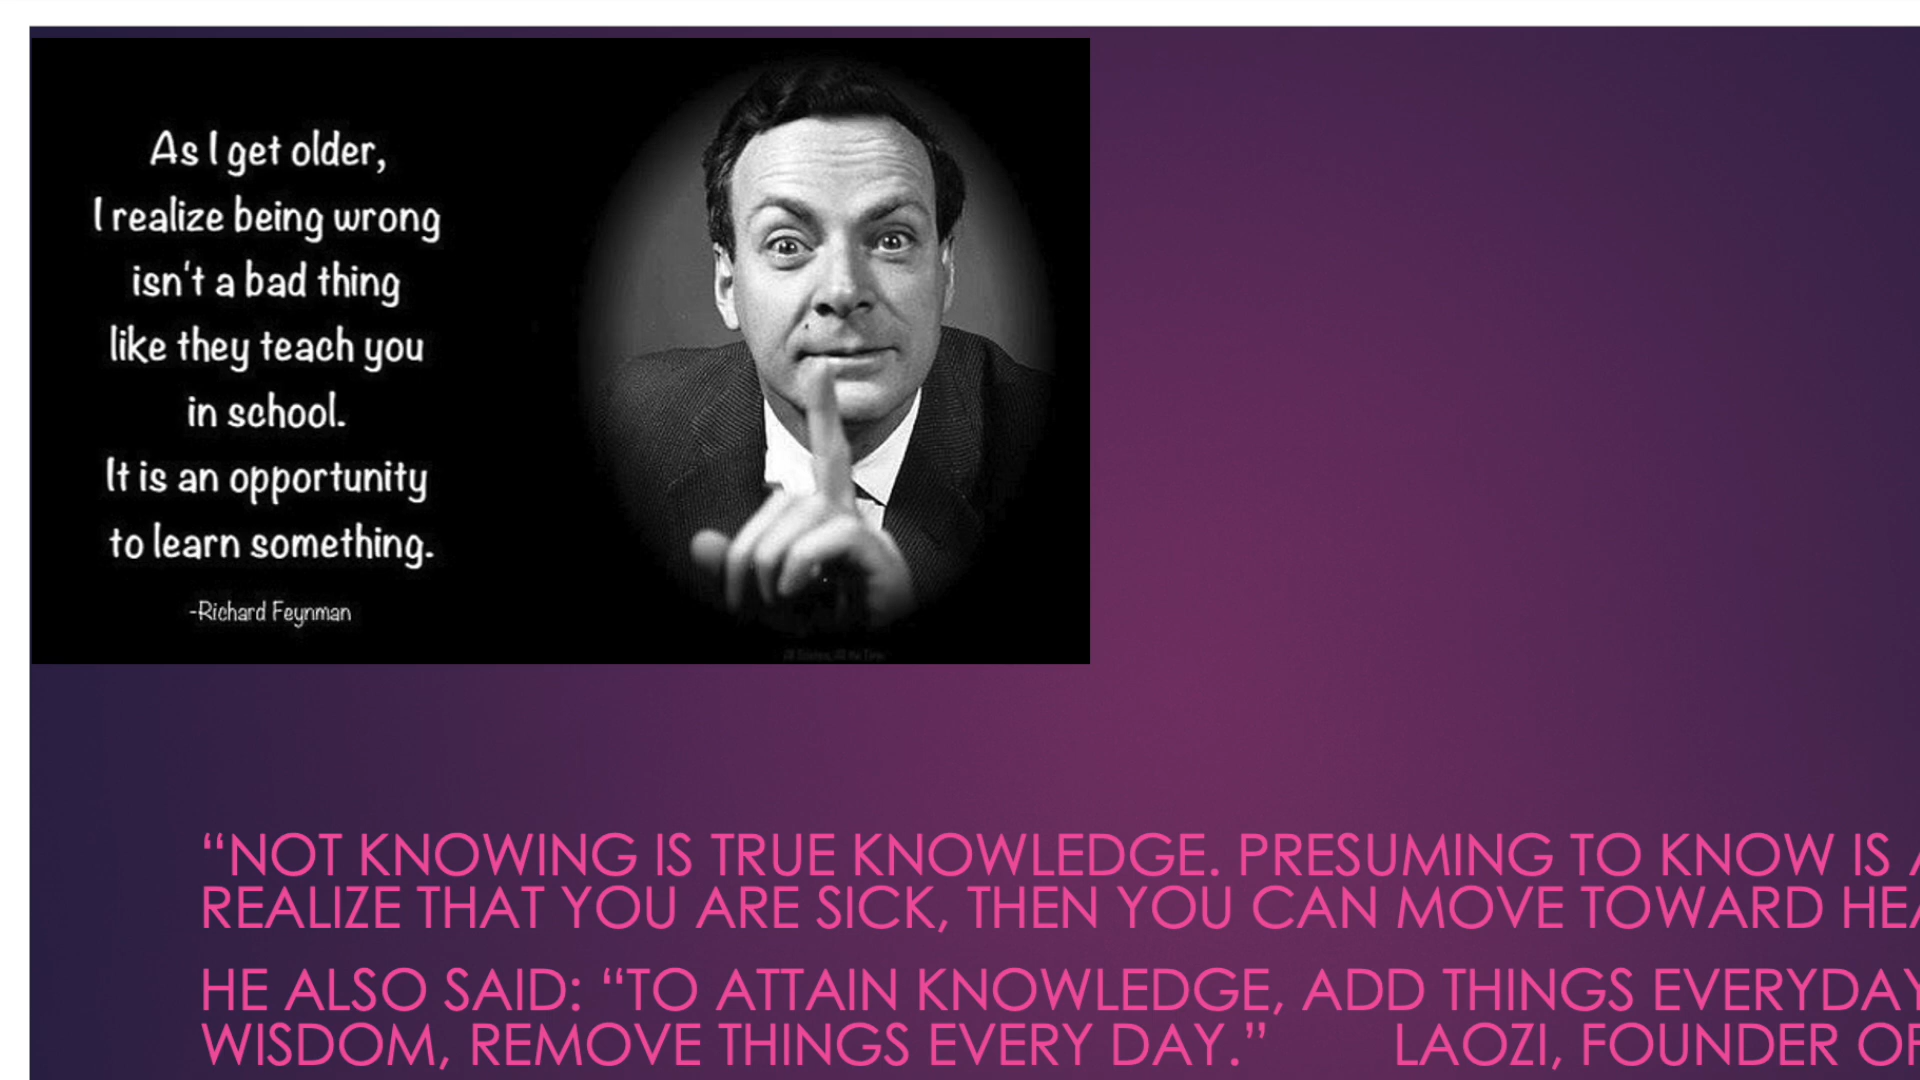 As I get older,
I realize being wrong
isn't a bad thing
like they teach you
in school.
It is an opportunity
to learn something.
-Richard Feynman
“NOT KNOWING IS TRUE KNOWLEDGE. PRESUMING TO KNOW IS
REALIZE THAT YOU ARE SICK, THEN YOU CAN MOVE TOWARD
HE ALSO SAID: “TO ATTAIN KNOWLEDGE, ADD THINGS EVERYDAY
WISDOM, REMOVE THINGS EVERY DAY.” LAOZI, FOUNDER OF